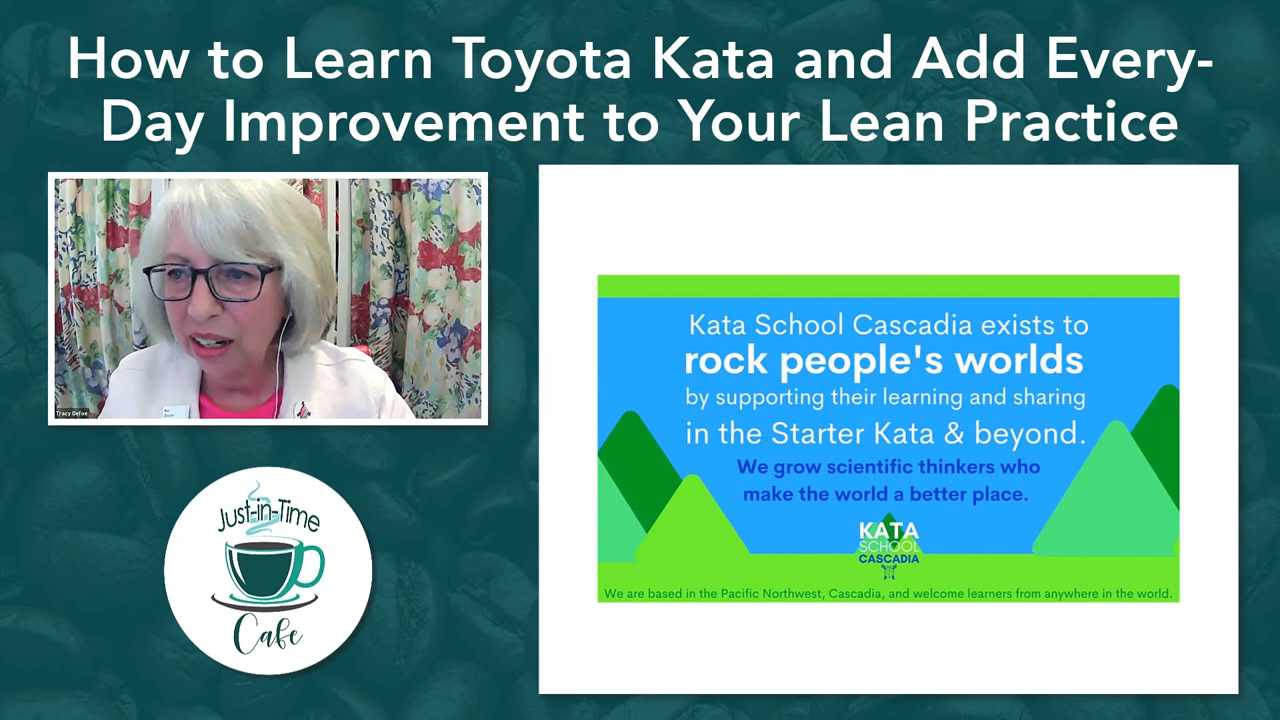 How to Learn Toyota Kata and Add Every-
Day Improvement to Your Lean Practice
Tracy Defoe
Just-in-Time
Cafe
Kata School Cascadia exists to
rock people's worlds
by supporting their learning and sharing
in the Starter Kata & beyond.
We grow scientific thinkers who
make the world a better place.
KATA
SCHOOL
CASCADIA
We are based in the Pacific Northwest, Cascadia, and welcome learners from anywhere in the world.